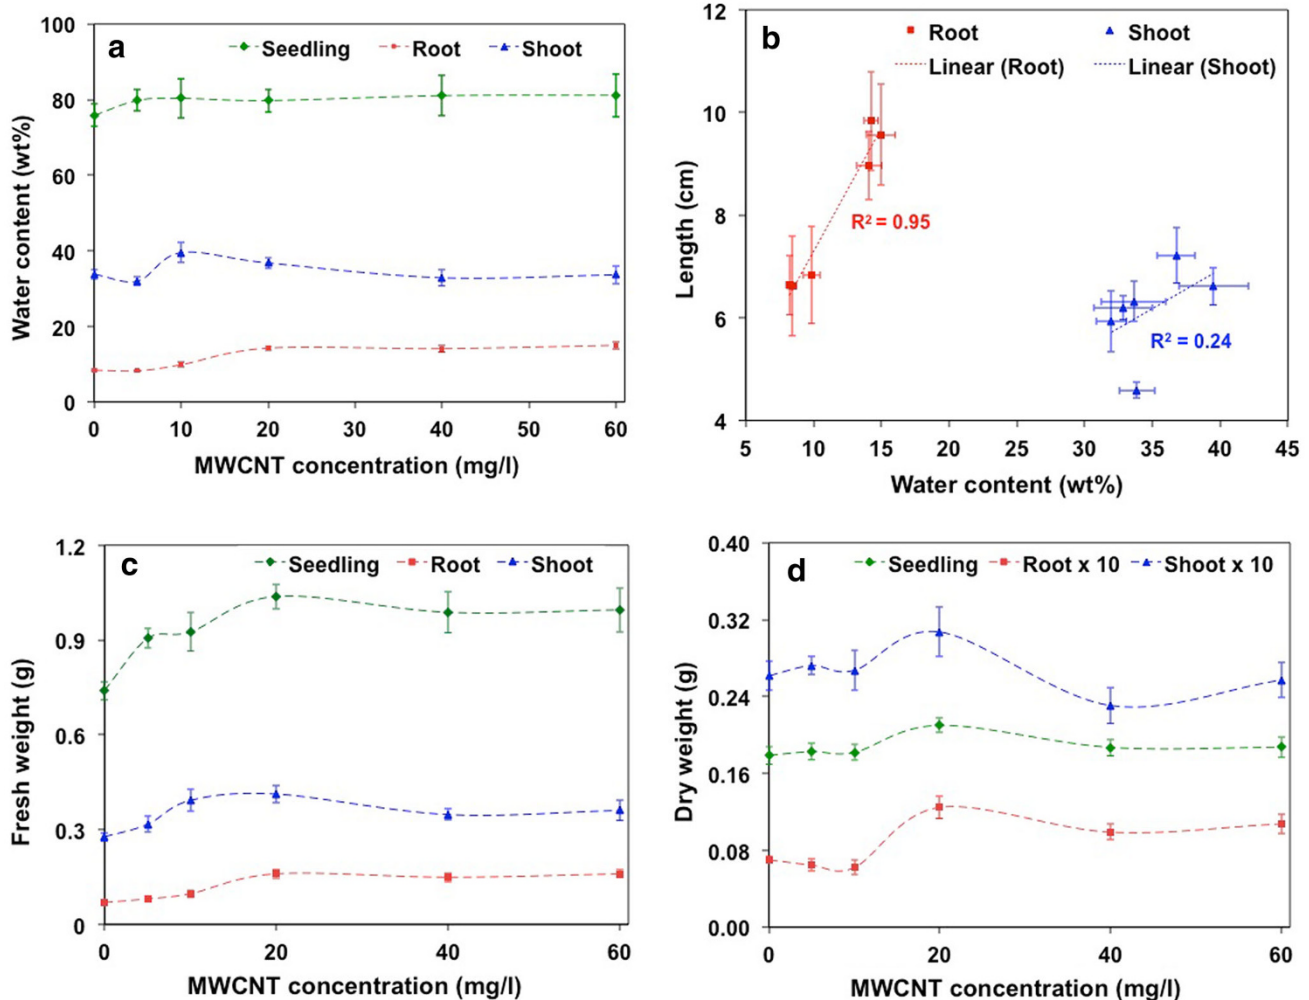 a
Seedling Root Shoot
100
80
60
40
20
0
Water content (wt%)
0 10 20 30 40 50 60
MWCNT concentration (mg/l)
b
Root Shoot
Linear (Root) Linear (Shoot)
12
10
8
6
4
Length (cm)
R² = 0.95
R² = 0.24
5 10 15 20 25 30 35 40 45
Water content (wt%)
c
Seedling Root Shoot
1.2
0.9
0.6
0.3
0
Fresh weight (g)
0 20 40 60
MWCNT concentration (mg/l)
d
Seedling Root x 10 Shoot x 10
0.40
0.32
0.24
0.16
0.08
0.00
Dry weight (g)
0 20 40 60
MWCNT concentration (mg/l)